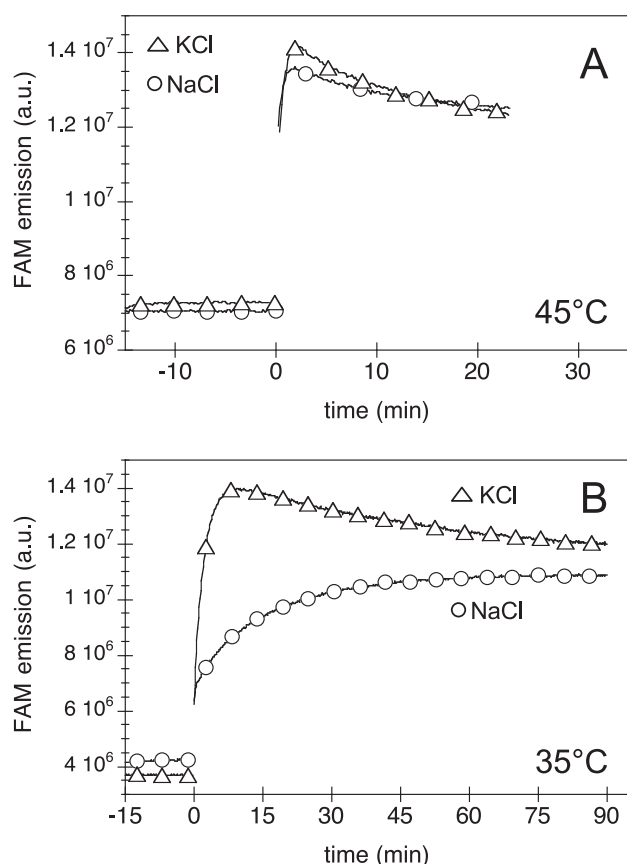 A
KCl
NaCl
FAM emission (a.u.)
1.4 10⁷
1.2 10⁷
1 10⁷
8 10⁶
6 10⁶
45°C
-10 0 10 20 30
time (min)
B
KCl
NaCl
FAM emission (a.u.)
1.4 10⁷
1.2 10⁷
1 10⁷
8 10⁶
6 10⁶
4 10⁶
35°C
-15 0 15 30 45 60 75 90
time (min)